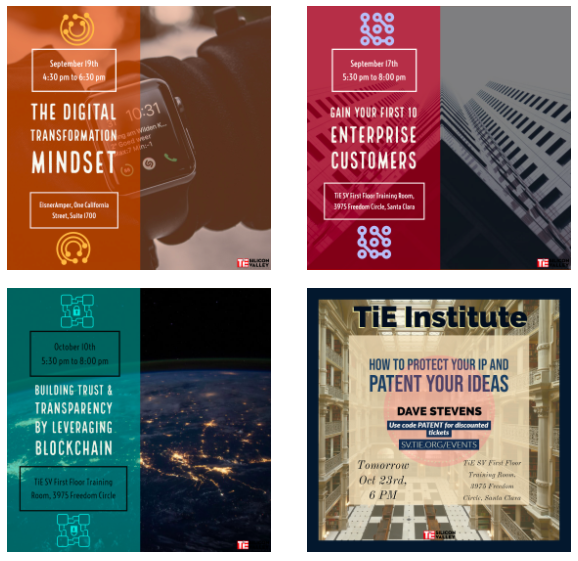 September 19th
4:30 pm to 6:30 pm
THE DIGITAL
TRANSFORMATION
MINDSET
EisnerAmper, One California
Street, Suite 1700
10:31
TiE SILICON
VALLEY
September 17th
5:30 pm to 8:00 pm
GAIN YOUR FIRST 10
ENTERPRISE
CUSTOMERS
TiE SV First Floor Training Room,
3975 Freedom Circle, Santa Clara
TiE SILICON
VALLEY
October 10th
5:30 pm to 8:00 pm
BUILDING TRUST &
TRANSPARENCY
BY LEVERAGING
BLOCKCHAIN
TiE SV First Floor Training
Room, 3975 Freedom Circle
TiE
TiE Institute
HOW TO PROTECT YOUR IP AND
PATENT YOUR IDEAS
DAVE STEVENS
Use code PATENT for discounted
tickets
SV.TIE.ORG/EVENTS
Tomorrow
Oct 23rd,
6 PM
TiE SV First Floor
Training Room,
3975 Freedom
Circle, Santa Clara
TiE SILICON
VALLEY